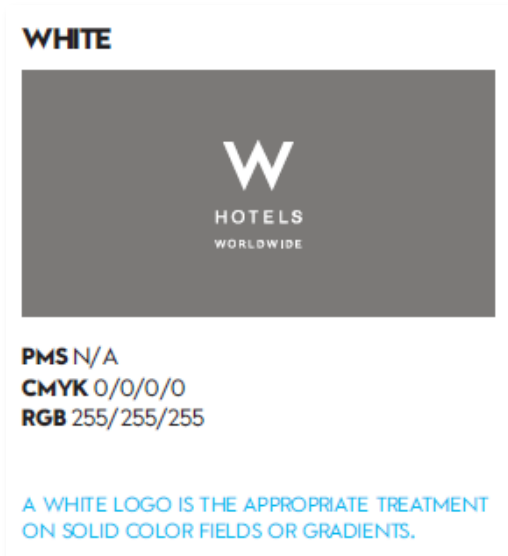 WHITE
W
HOTELS
WORLDWIDE
PMS N/A
CMYK 0/0/0/0
RGB 255/255/255
A WHITE LOGO IS THE APPROPRIATE TREATMENT
ON SOLID COLOR FIELDS OR GRADIENTS.